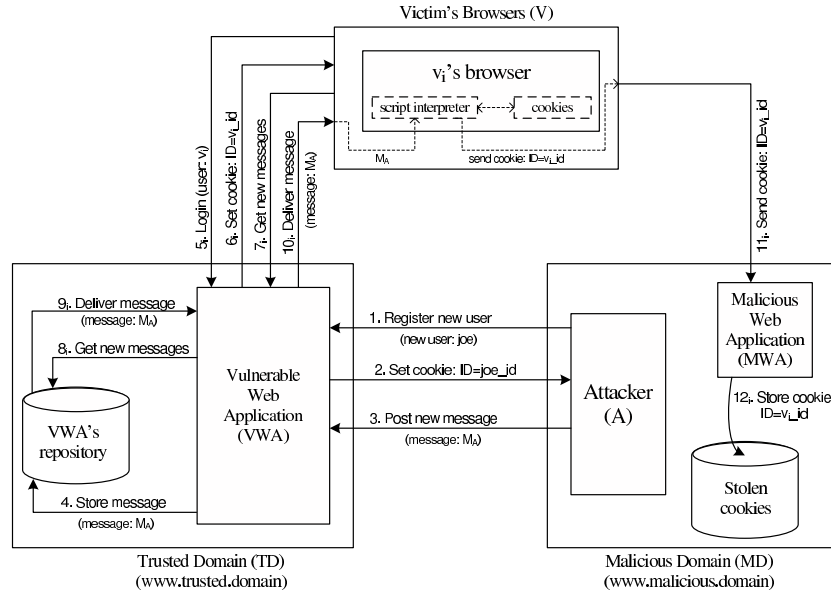 Victim's Browsers (V)
v_i's browser
script interpreter
cookies
M_A
send cookie: ID=v_i_id
5_i. Login (user: v_i)
6_i. Set cookie: ID=v_i_id
7_i. Get new messages
10_i. Deliver message
(message: M_A)
11_i. Send cookie: ID=v_i_id
9_i. Deliver message
(message: M_A)
8_i. Get new messages
VWA's
repository
4. Store message
(message: M_A)
Vulnerable
Web
Application
(VWA)
1. Register new user
(new user: joe)
2. Set cookie: ID=joe_id
3. Post new message
(message: M_A)
Attacker
(A)
Malicious
Web
Application
(MWA)
12_i. Store cookie
ID=v_i_id
Stolen
cookies
Trusted Domain (TD)
(www.trusted.domain)
Malicious Domain (MD)
(www.malicious.domain)